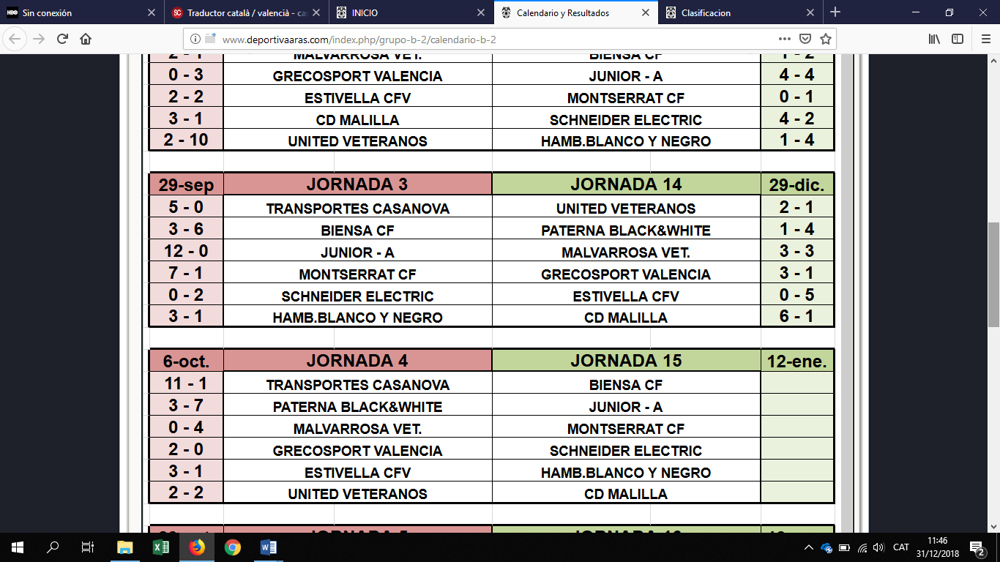 Sin conexión
Traductor català / valencià - ca
INICIO
Calendario y Resultados
Clasificacion
www.deportivaaras.com/index.php/grupo-b-2/calendario-b-2
2 - 1 MALVARROSA VET. BIENSA CF 1 - 2
0 - 3 GRECOSPORT VALENCIA JUNIOR - A 4 - 4
2 - 2 ESTIVELLA CFV MONTSERRAT CF 0 - 1
3 - 1 CD MALILLA SCHNEIDER ELECTRIC 4 - 2
2 - 10 UNITED VETERANOS HAMB.BLANCO Y NEGRO 1 - 4
29-sep JORNADA 3 JORNADA 14 29-dic.
5 - 0 TRANSPORTES CASANOVA UNITED VETERANOS 2 - 1
3 - 6 BIENSA CF PATERNA BLACK&WHITE 1 - 4
12 - 0 JUNIOR - A MALVARROSA VET. 3 - 3
7 - 1 MONTSERRAT CF GRECOSPORT VALENCIA 3 - 1
0 - 2 SCHNEIDER ELECTRIC ESTIVELLA CFV 0 - 5
3 - 1 HAMB.BLANCO Y NEGRO CD MALILLA 6 - 1
6-oct. JORNADA 4 JORNADA 15 12-ene.
11 - 1 TRANSPORTES CASANOVA BIENSA CF
3 - 7 PATERNA BLACK&WHITE JUNIOR - A
0 - 4 MALVARROSA VET. MONTSERRAT CF
2 - 0 GRECOSPORT VALENCIA SCHNEIDER ELECTRIC
3 - 1 ESTIVELLA CFV HAMB.BLANCO Y NEGRO
2 - 2 UNITED VETERANOS CD MALILLA
CAT
11:46
31/12/2018
2